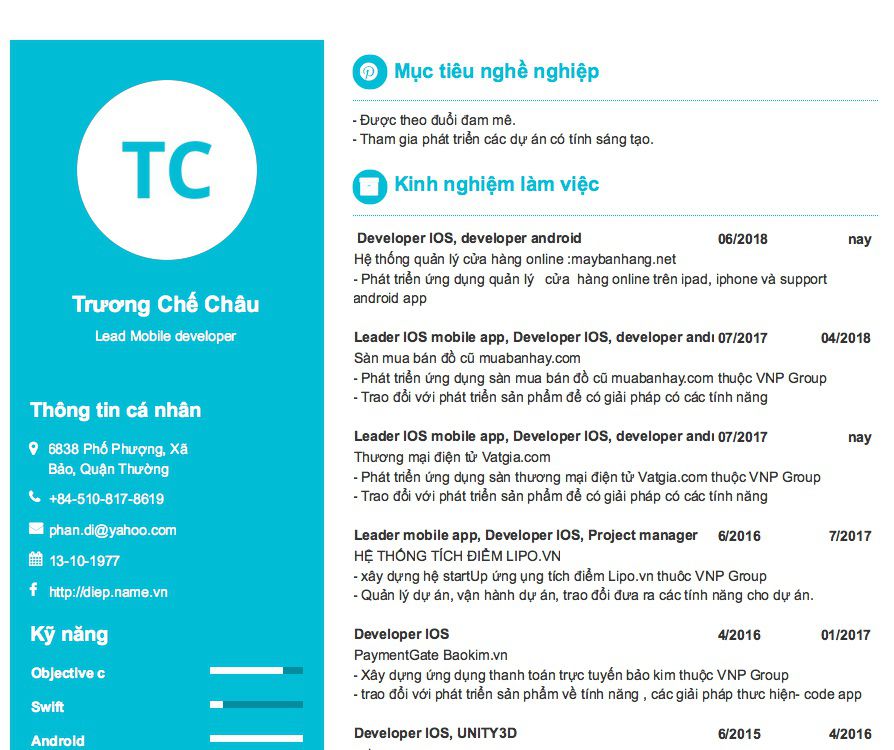 TC
Trương Chế Châu
Lead Mobile developer
Thông tin cá nhân
6838 Phố Phượng, Xã
Bảo, Quận Thường
+84-510-817-8619
phan.di@yahoo.com
13-10-1977
http://diep.name.vn
Kỹ năng
Objective c
Swift
Android
Mục tiêu nghề nghiệp
- Được theo đuổi đam mê.
- Tham gia phát triển các dự án có tính sáng tạo.
Kinh nghiệm làm việc
Developer IOS, developer android 06/2018 nay
Hệ thống quản lý cửa hàng online :maybanhang.net
- Phát triển ứng dụng quản lý cửa hàng online trên ipad, iphone và support
android app
Leader IOS mobile app, Developer IOS, developer andr 07/2017 04/2018
Sàn mua bán đồ cũ muabanhay.com
- Phát triển ứng dụng sàn mua bán đồ cũ muabanhay.com thuộc VNP Group
- Trao đổi với phát triển sản phẩm để có giải pháp có các tính năng
Leader IOS mobile app, Developer IOS, developer andr 07/2017 nay
Thương mại điện tử Vatgia.com
- Phát triển ứng dụng sàn thương mại điện tử Vatgia.com thuộc VNP Group
- Trao đổi với phát triển sản phẩm để có giải pháp có các tính năng
Leader mobile app, Developer IOS, Project manager 6/2016 7/2017
HỆ THỐNG TÍCH ĐIỂM LIPO.VN
- xây dựng hệ startUp ứng ụng tích điểm Lipo.vn thuôc VNP Group
- Quản lý dự án, vận hành dự án, trao đổi đưa ra các tính năng cho dự án.
Developer IOS 4/2016 01/2017
PaymentGate Baokim.vn
- Xây dựng ứng dụng thanh toán trực tuyến bảo kim thuộc VNP Group
- trao đổi với phát triển sản phẩm về tính năng , các giải pháp thưc hiện- code app
Developer IOS, UNITY3D 6/2015 4/2016